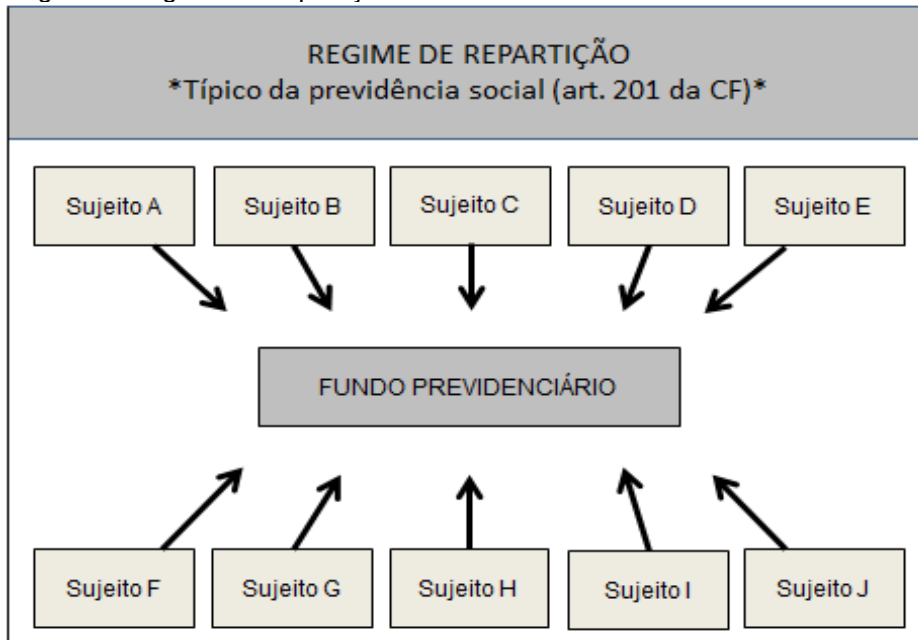 REGIME DE REPARTIÇÃO
*Típico da previdência social (art. 201 da CF)*
Sujeito A
Sujeito B
Sujeito C
Sujeito D
Sujeito E
FUNDO PREVIDENCIÁRIO
Sujeito F
Sujeito G
Sujeito H
Sujeito I
Sujeito J